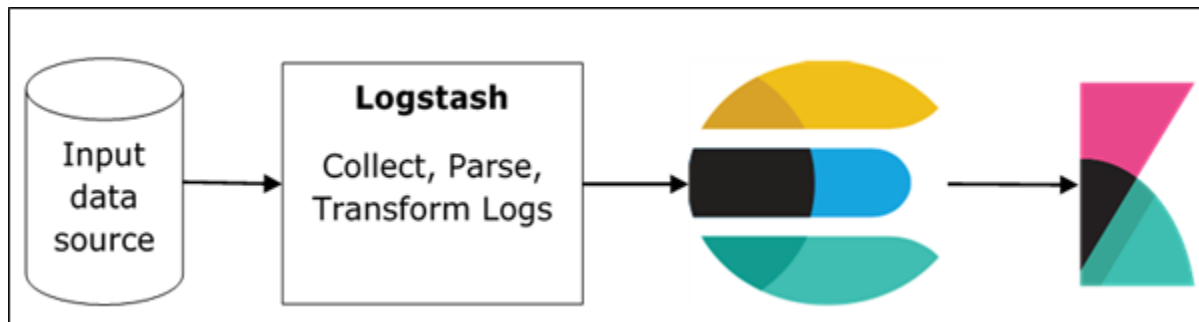 Input
data
source
Logstash
Collect, Parse,
Transform Logs